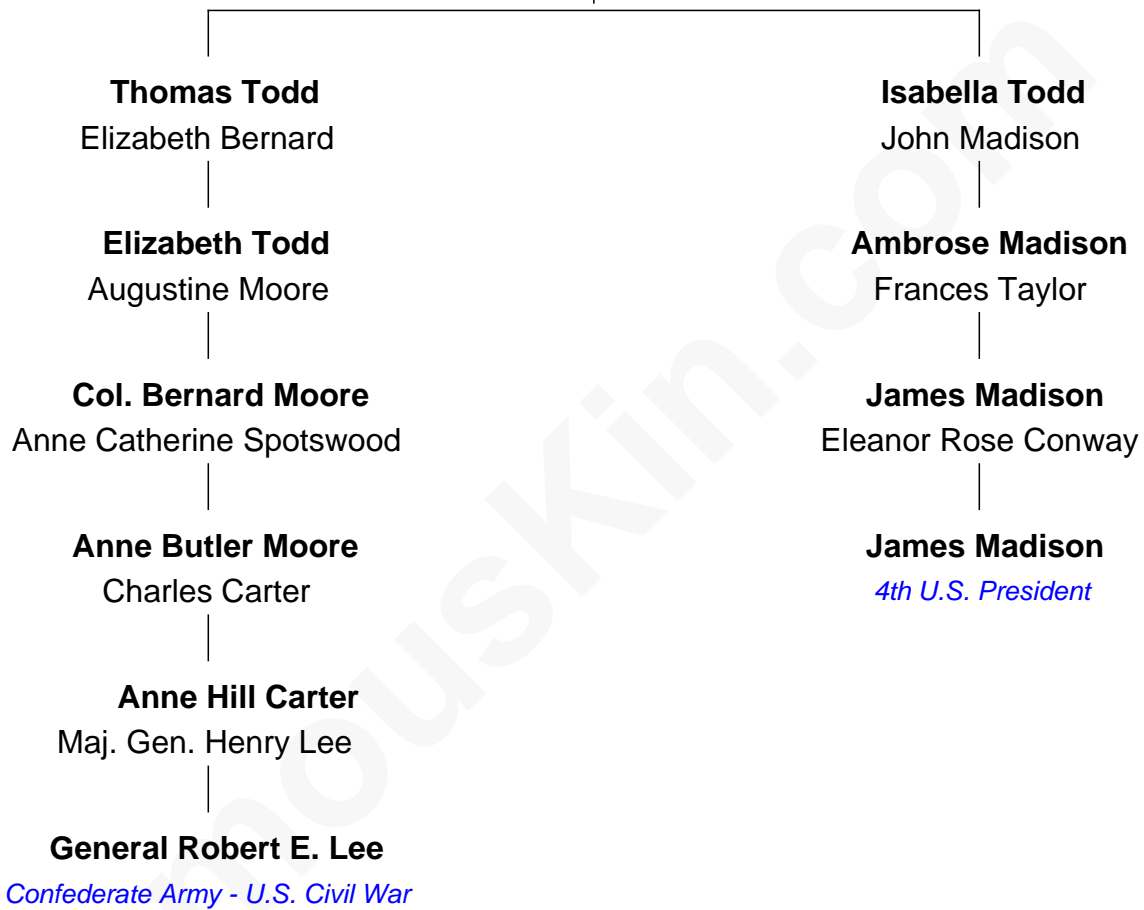 Thomas Todd
Elizabeth Bernard
Isabella Todd
John Madison
Elizabeth Todd
Augustine Moore
Ambrose Madison
Frances Taylor
Col. Bernard Moore
Anne Catherine Spotswood
James Madison
Eleanor Rose Conway
Anne Butler Moore
Charles Carter
James Madison
4th U.S. President
Anne Hill Carter
Maj. Gen. Henry Lee
General Robert E. Lee
Confederate Army - U.S. Civil War
mousKin.com